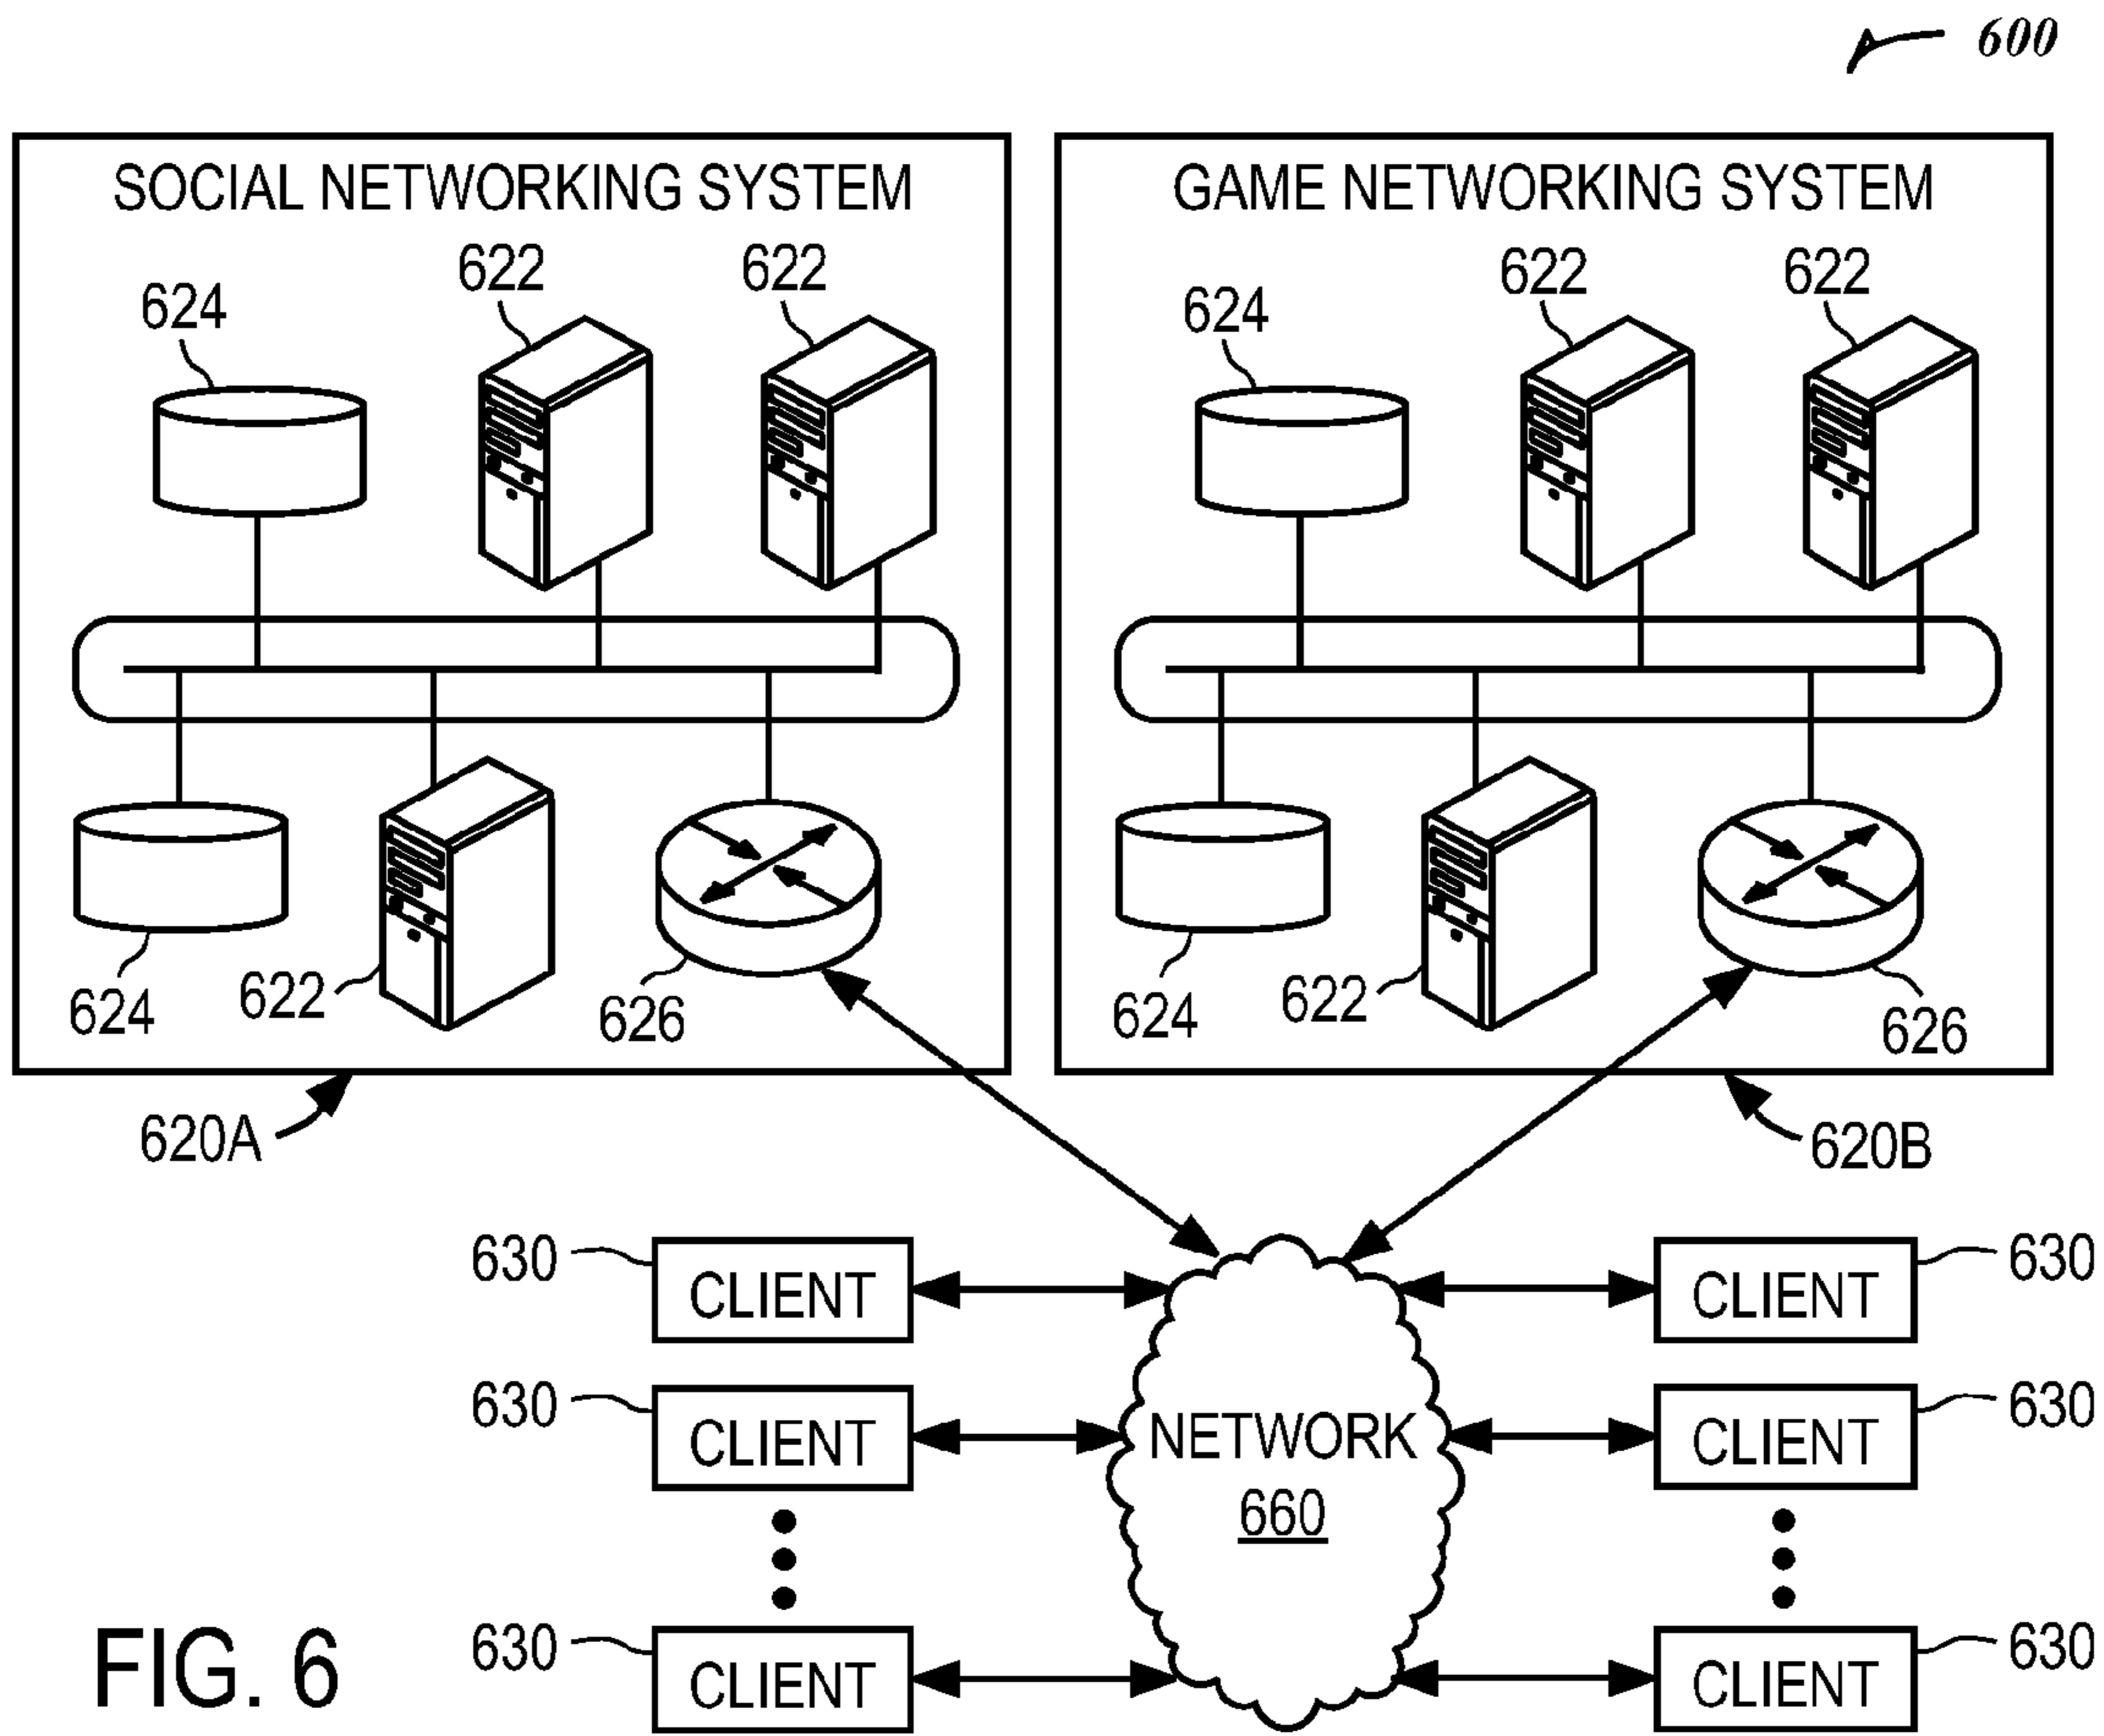 600
SOCIAL NETWORKING SYSTEM
622
622
624
624
622
626
620A
GAME NETWORKING SYSTEM
622
622
624
624
622
626
620B
630
CLIENT
630
CLIENT
630
CLIENT
NETWORK
660
CLIENT
630
CLIENT
630
CLIENT
630
FIG. 6